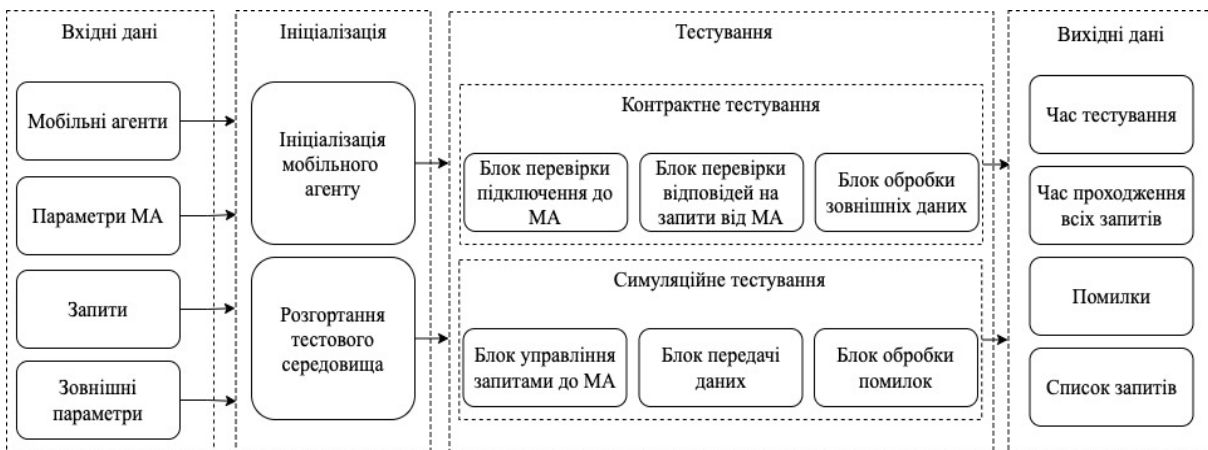 Вхідні дані
Мобільні агенти
Параметри МА
Запити
Зовнішні
параметри
Ініціалізація
Ініціалізація
мобільного
агенту
Розгортання
тестового
середовища
Тестування
Контрактне тестування
Блок перевірки
підключення до
МА
Блок перевірки
відповідей на
запити від МА
Блок обробки
зовнішніх даних
Симуляційне тестування
Блок управління
запитами до МА
Блок передачі
даних
Блок обробки
помилок
Вихідні дані
Час тестування
Час проходження
всіх запитів
Помилки
Список запитів